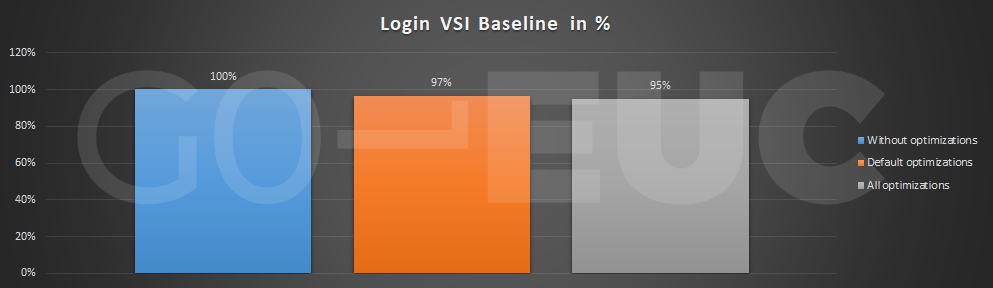 Login VSI Baseline in %
120%
100%
80%
60%
40%
20%
0%
100%
97%
95%
Without optimizations
Default optimizations
All optimizations
GO-EUC